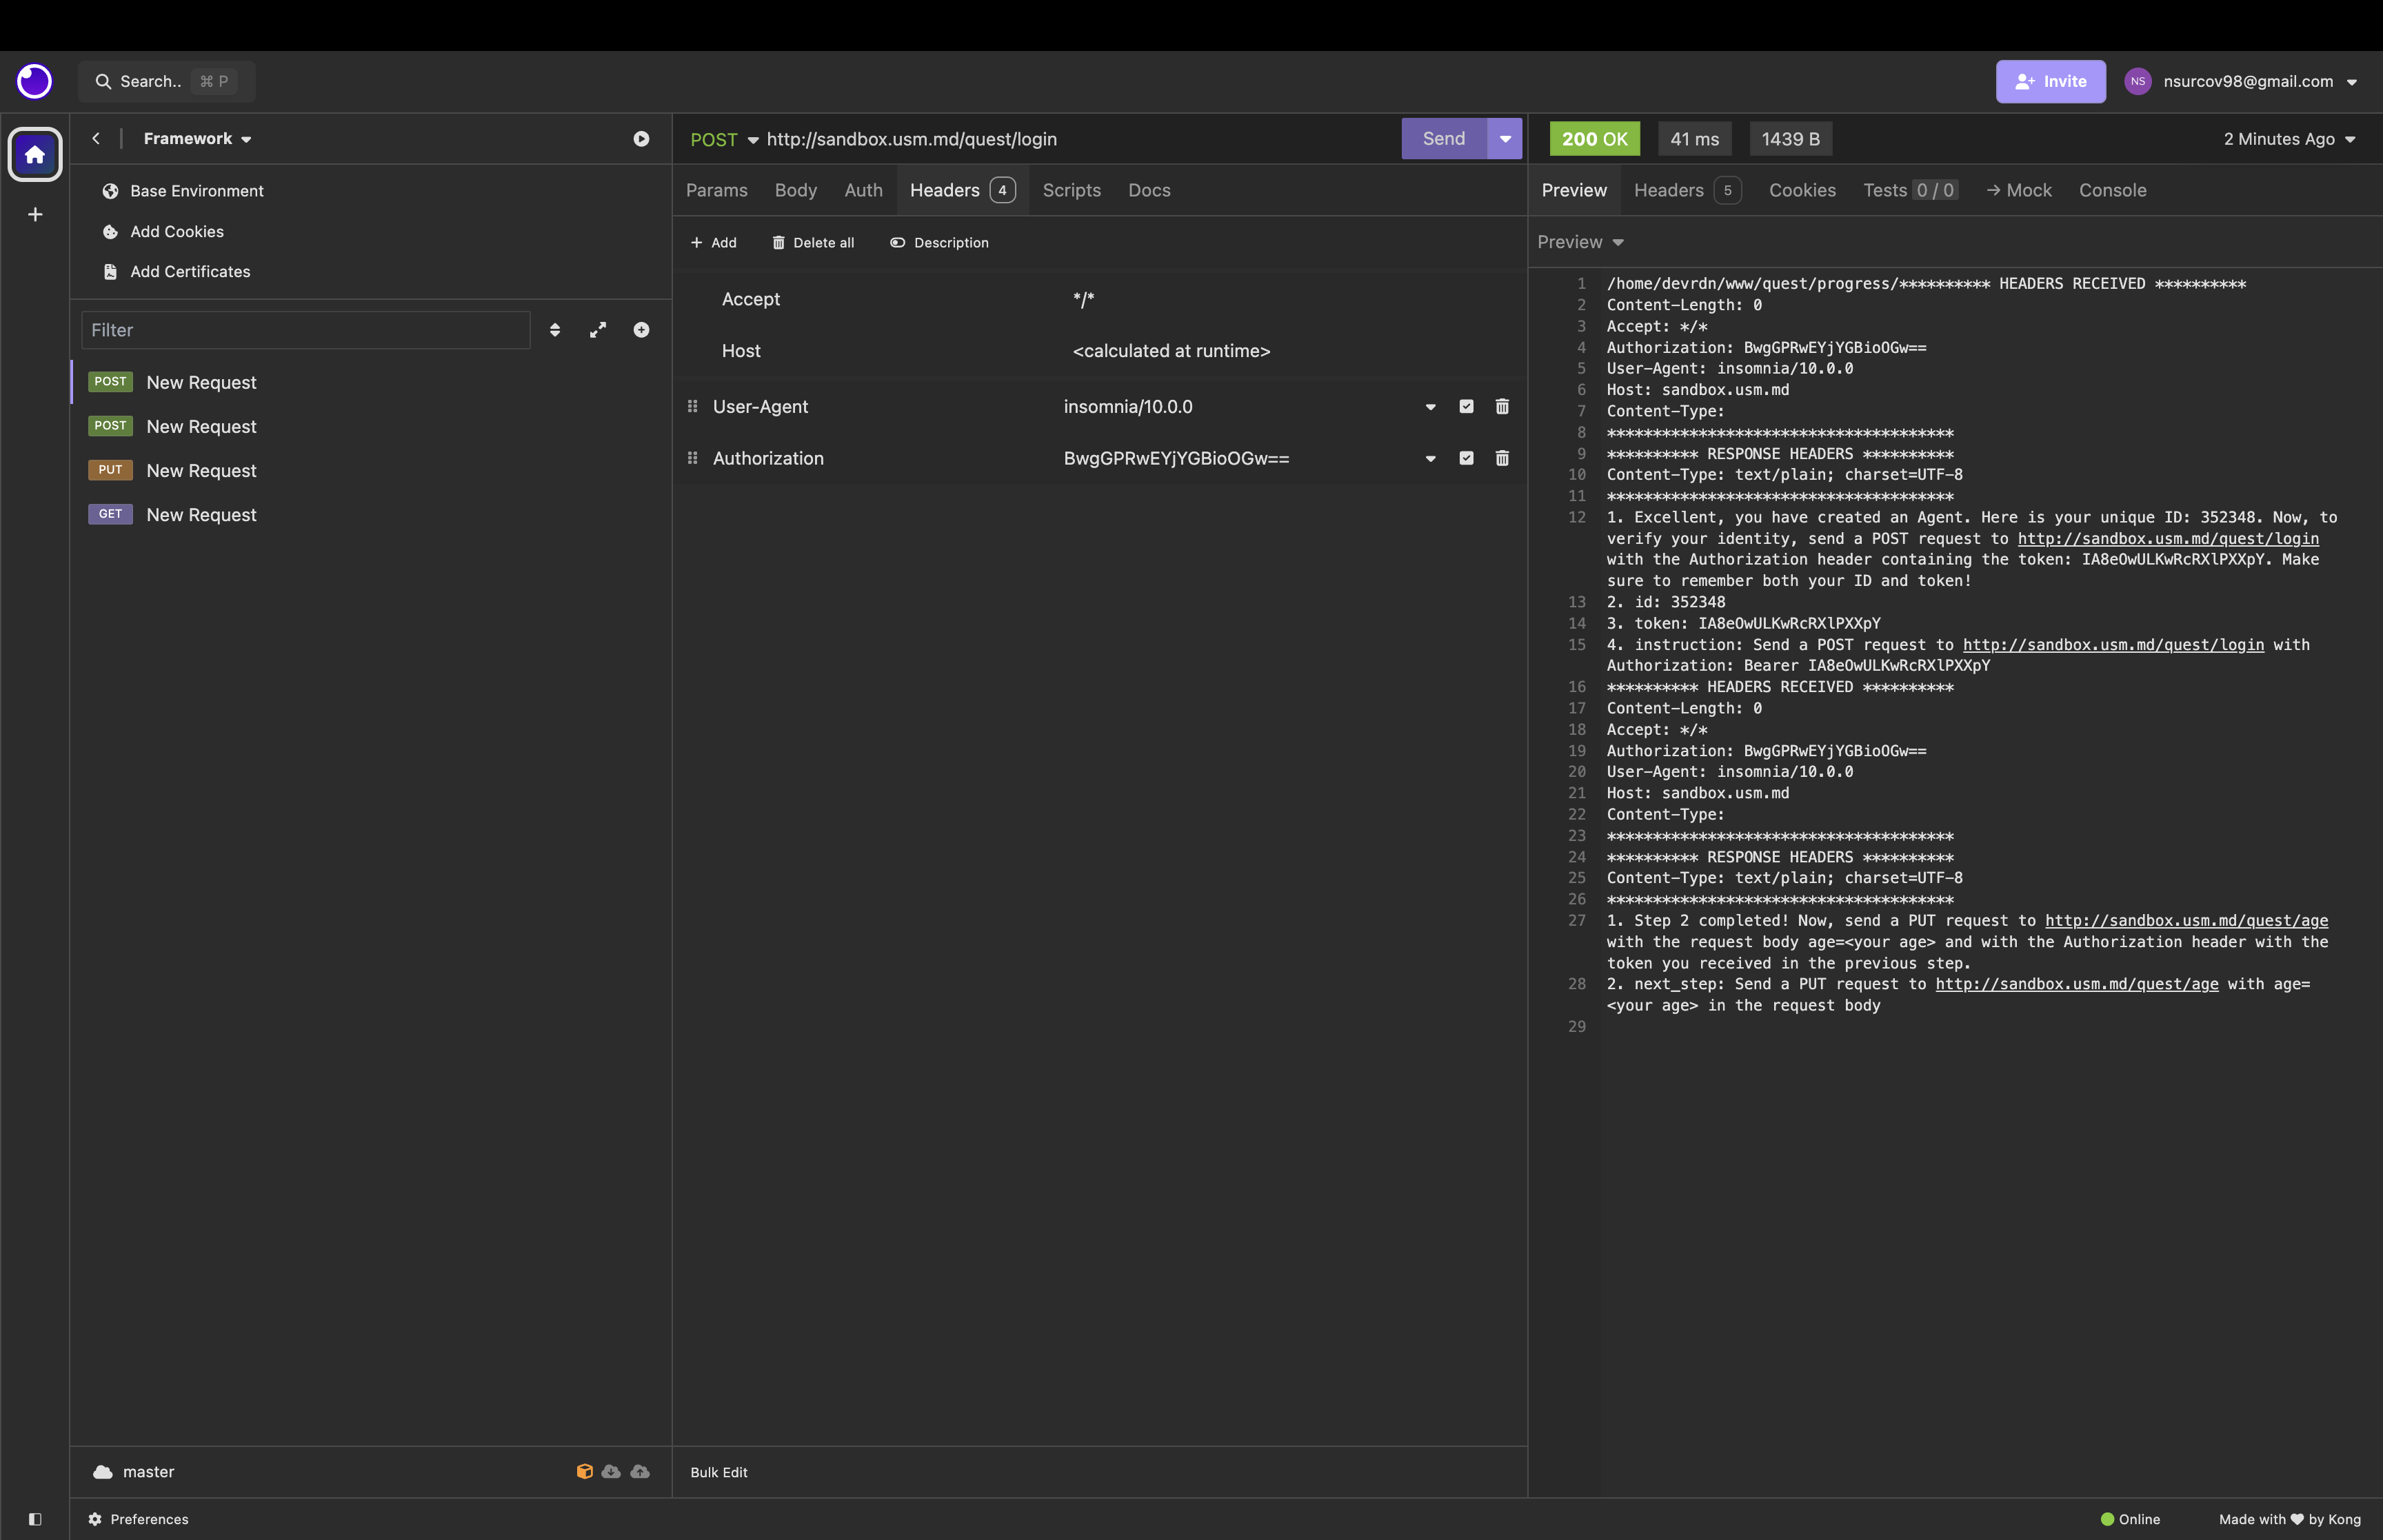 Search.. ⌘ P
Invite
NS
nsurcov98@gmail.com
Framework
Base Environment
Add Cookies
Add Certificates
Filter
POST New Request
POST New Request
PUT New Request
GET New Request
master
Preferences
POST http://sandbox.usm.md/quest/login
Send
Params Body Auth Headers 4 Scripts Docs
+ Add Delete all Description
Accept */*
Host <calculated at runtime>
User-Agent insomnia/10.0.0
Authorization BwgGPRwEYjYGBioOGw==
Bulk Edit
200 OK 41 ms 1439 B 2 Minutes Ago
Preview Headers 5 Cookies Tests 0 / 0 → Mock Console
Preview
1 /home/devrdn/www/quest/progress/********** HEADERS RECEIVED **********
2 Content-Length: 0
3 Accept: */*
4 Authorization: BwgGPRwEYjYGBioOGw==
5 User-Agent: insomnia/10.0.0
6 Host: sandbox.usm.md
7 Content-Type:
8 **************************************
9 ********** RESPONSE HEADERS **********
10 Content-Type: text/plain; charset=UTF-8
11 **************************************
12 1. Excellent, you have created an Agent. Here is your unique ID: 352348. Now, to
verify your identity, send a POST request to http://sandbox.usm.md/quest/login
with the Authorization header containing the token: IA8eOwULKwRcRXlPXXpY. Make
sure to remember both your ID and token!
13 2. id: 352348
14 3. token: IA8eOwULKwRcRXlPXXpY
15 4. instruction: Send a POST request to http://sandbox.usm.md/quest/login with
Authorization: Bearer IA8eOwULKwRcRXlPXXpY
16 ********** HEADERS RECEIVED **********
17 Content-Length: 0
18 Accept: */*
19 Authorization: BwgGPRwEYjYGBioOGw==
20 User-Agent: insomnia/10.0.0
21 Host: sandbox.usm.md
22 Content-Type:
23 **************************************
24 ********** RESPONSE HEADERS **********
25 Content-Type: text/plain; charset=UTF-8
26 **************************************
27 1. Step 2 completed! Now, send a PUT request to http://sandbox.usm.md/quest/age
with the request body age=<your age> and with the Authorization header with the
token you received in the previous step.
28 2. next_step: Send a PUT request to http://sandbox.usm.md/quest/age with age=
<your age> in the request body
29
Online
Made with ♥ by Kong